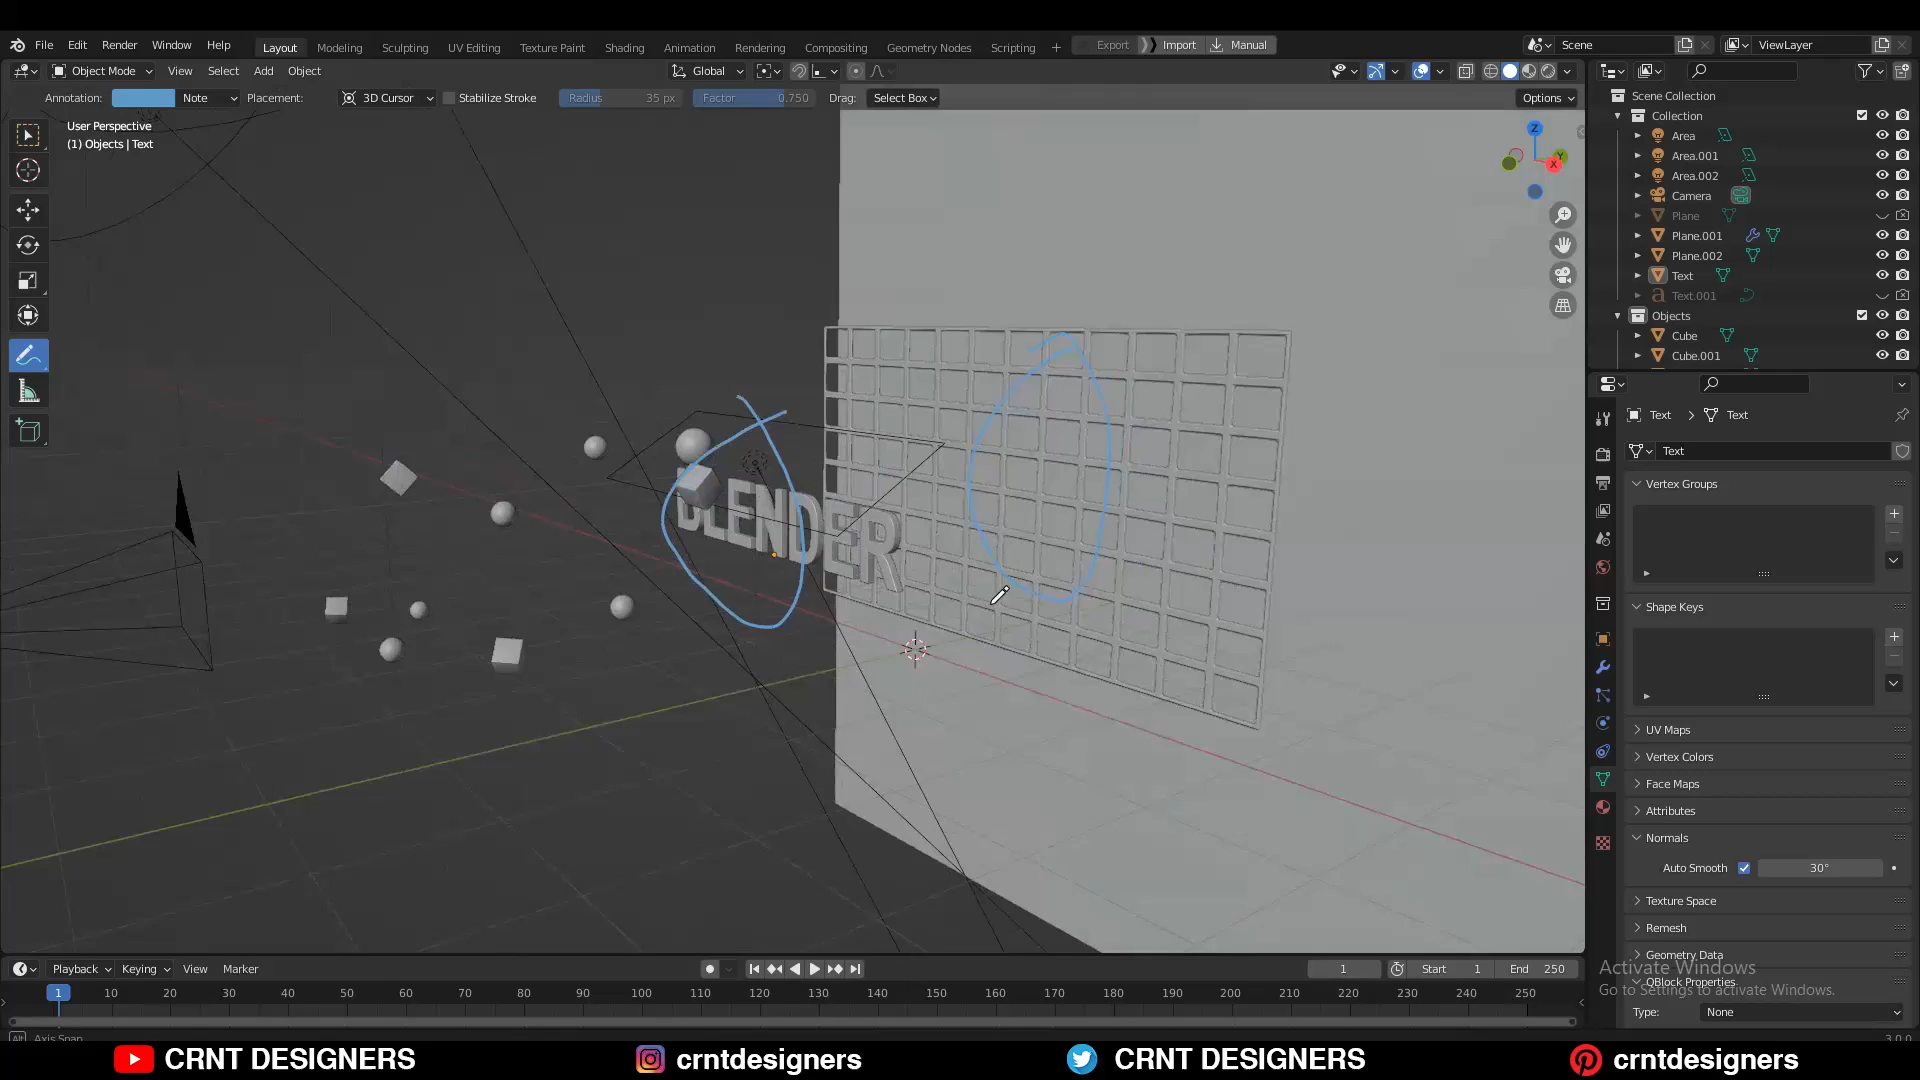 File Edit Render Window Help Layout Modeling Sculpting UV Editing Texture Paint Shading Animation Rendering Compositing Geometry Nodes Scripting + Export Import Manual Scene ViewLayer
Object Mode View Select Add Object Global
Annotation: Note Placement: 3D Cursor Stabilize Stroke Radius 35 px Factor 0.750 Drag: Select Box Options
User Perspective
(1) Objects | Text
Z
Y
X
BLENDER
Scene Collection
Collection
Area
Area.001
Area.002
Camera
Plane
Plane.001
Plane.002
Text
Text.001
Objects
Cube
Cube.001
Text > Text
Text
Vertex Groups
Shape Keys
UV Maps
Vertex Colors
Face Maps
Attributes
Normals
Auto Smooth 30°
Texture Space
Remesh
Geometry Data
Activate Windows
QBlock Properties
Go to Settings to activate Windows.
Type: None
Playback Keying View Marker 1 Start 1 End 250
1 10 20 30 40 50 60 70 80 90 100 110 120 130 140 150 160 170 180 190 200 210 220 230 240 250
Alt Axis Snap 3.0.0
CRNT DESIGNERS crntdesigners CRNT DESIGNERS crntdesigners